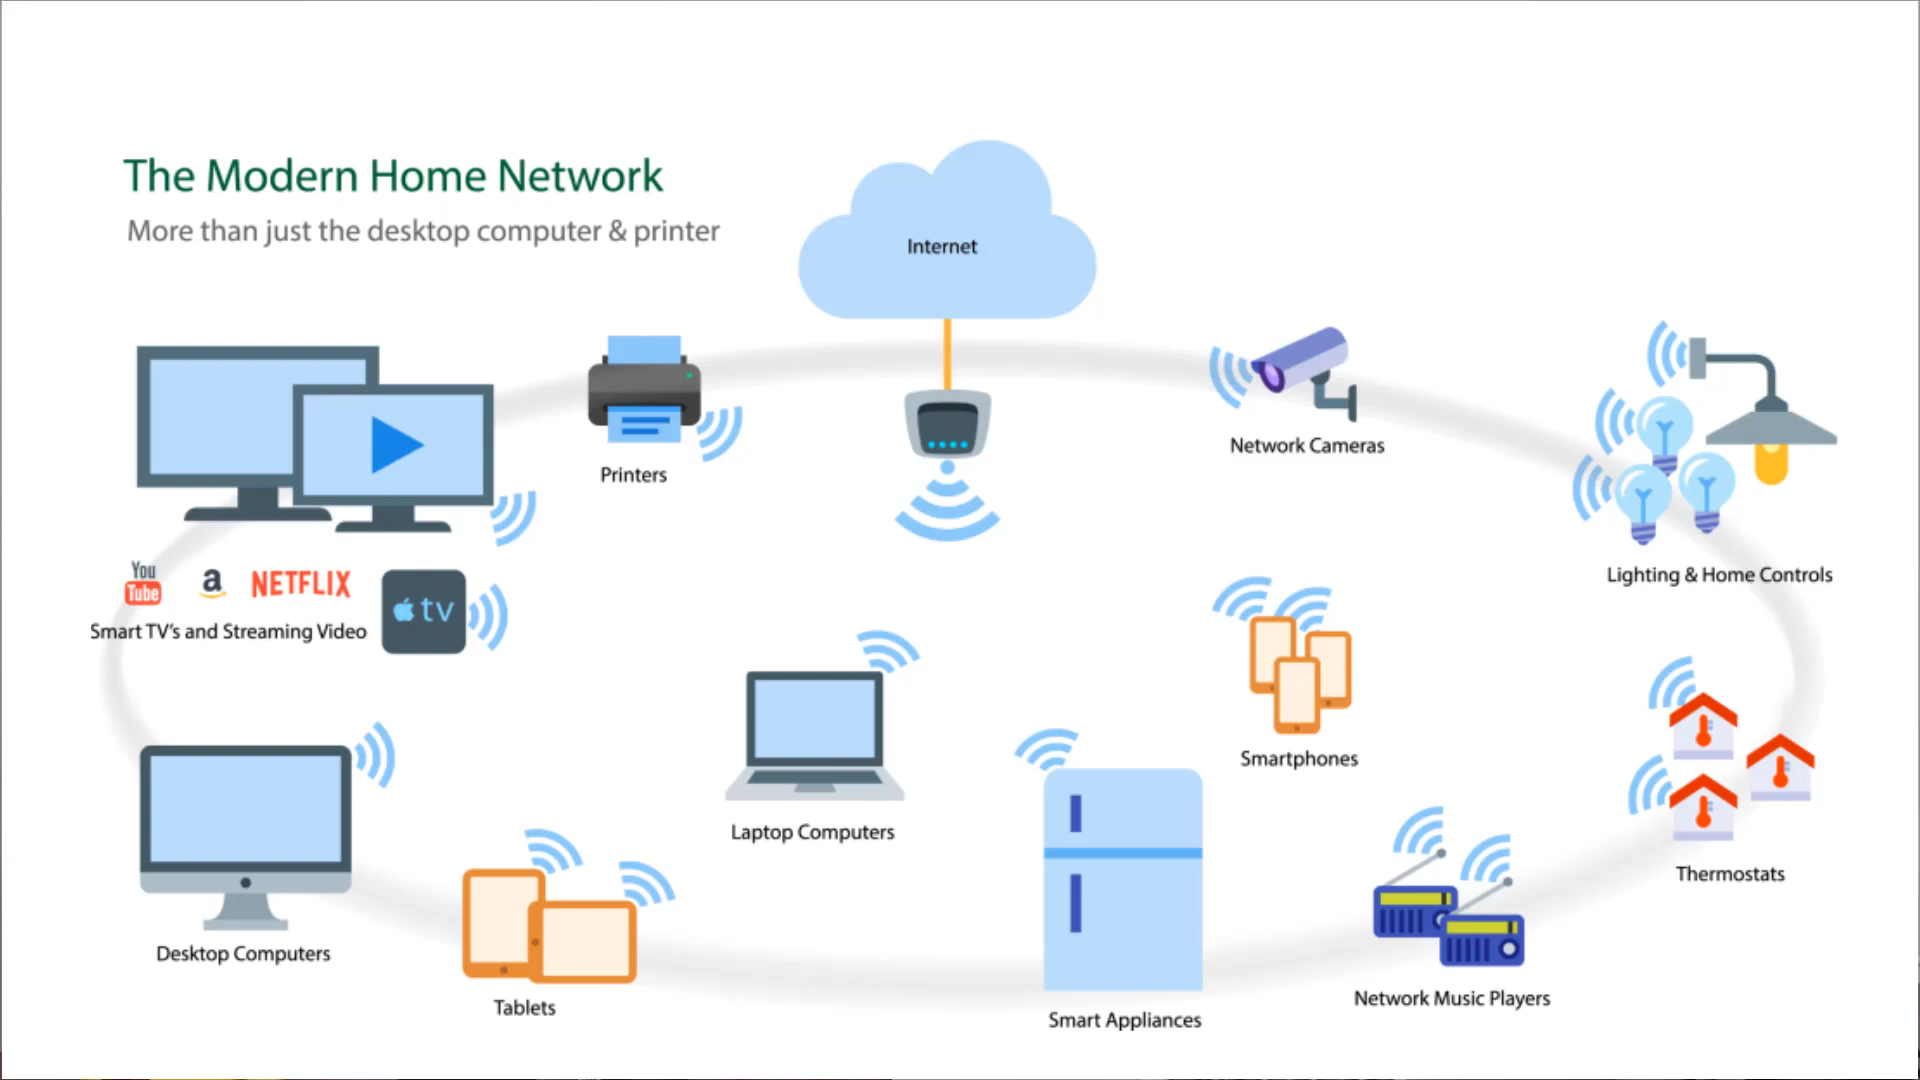 The Modern Home Network
More than just the desktop computer & printer
Internet
Printers
Network Cameras
Lighting & Home Controls
You
Tube
a
NETFLIX
tv
Smart TV's and Streaming Video
Smartphones
Laptop Computers
Thermostats
Desktop Computers
Tablets
Network Music Players
Smart Appliances